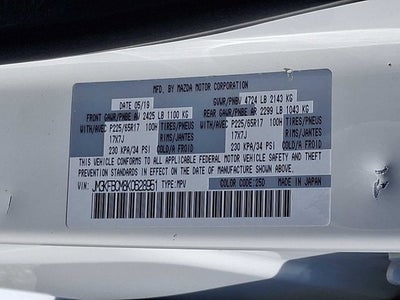 MFD. BY MAZDA MOTOR CORPORATION
DATE 05/19 GVWR/PNBV 4724 LB 2143 KG
FRONT GAWR/PNBE AV 2425 LB 1100 KG REAR GAWR/PNBE AR 2299 LB 1043 KG
WITH/AVEC P225/65R17 100H TIRES/PNEUS WITH/AVEC P225/65R17 100H TIRES/PNEUS
17X7J RIMS/JANTES 17X7J RIMS/JANTES
230 KPA/34 PSI COLD/A FROID 230 KPA/34 PSI COLD/A FROID
THIS VEHICLE CONFORMS TO ALL APPLICABLE FEDERAL MOTOR VEHICLE SAFETY AND THEFT
PREVENTION STANDARDS IN EFFECT ON THE DATE OF MANUFACTURE SHOWN ABOVE.
VIN: TYPE: MPV COLOR CODE: 25D MADE IN JAPAN